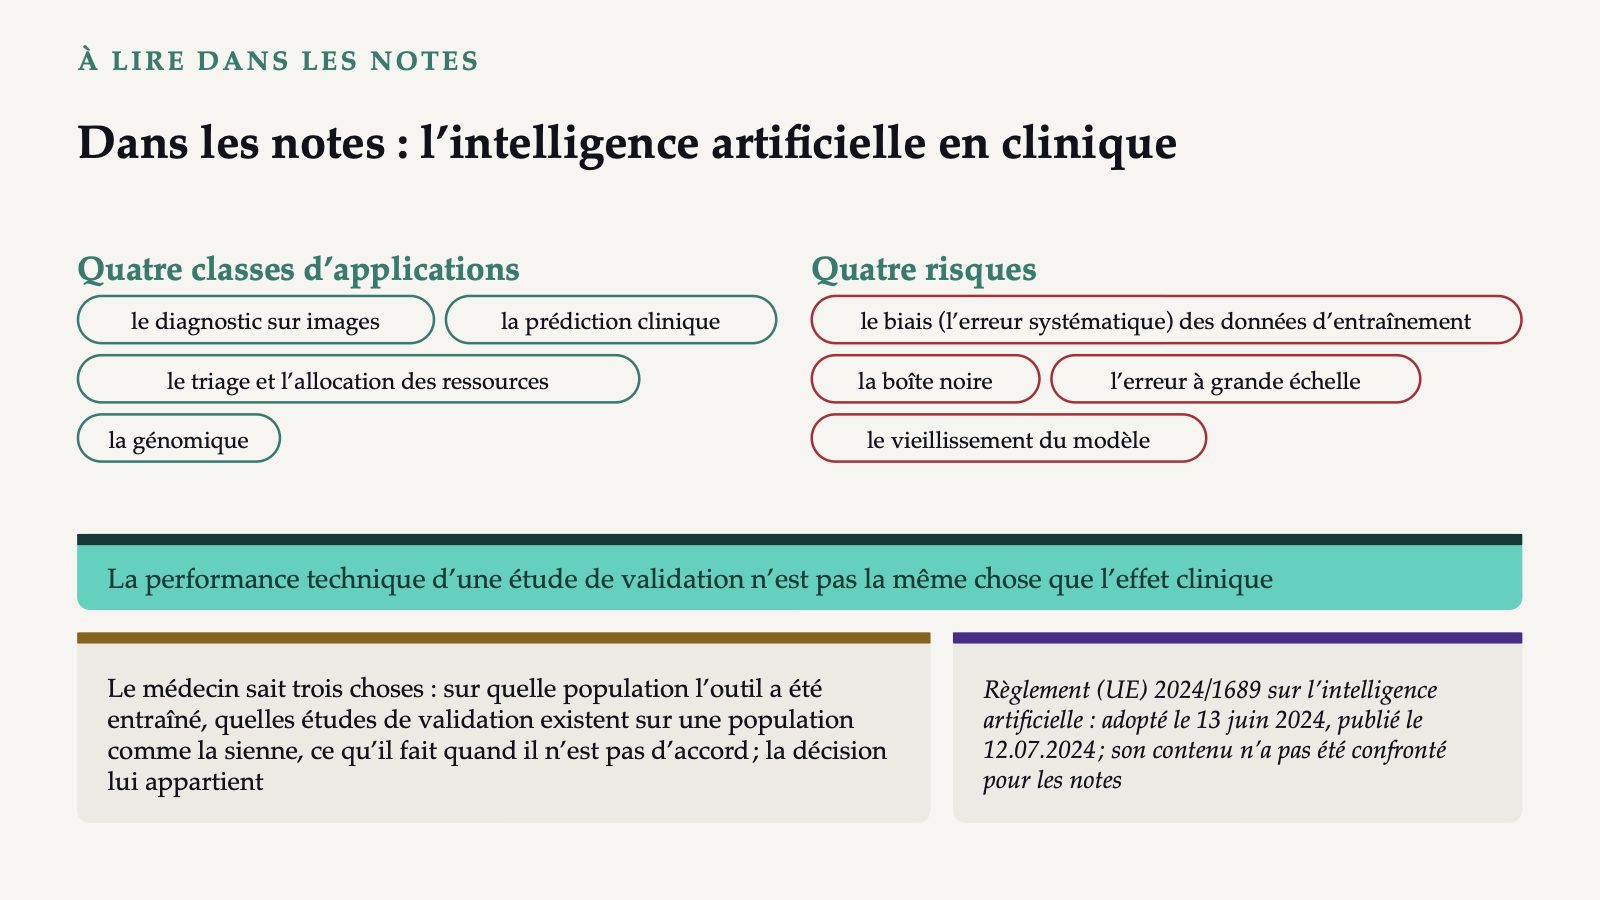 À LIRE DANS LES NOTES
Dans les notes : l’intelligence artificielle en clinique
Quatre classes d’applications
le diagnostic sur images
la prédiction clinique
le triage et l’allocation des ressources
la génomique
Quatre risques
le biais (l’erreur systématique) des données d’entraînement
la boîte noire
l’erreur à grande échelle
le vieillissement du modèle
La performance technique d’une étude de validation n’est pas la même chose que l’effet clinique
Le médecin sait trois choses : sur quelle population l’outil a été
entraîné, quelles études de validation existent sur une population
comme la sienne, ce qu’il fait quand il n’est pas d’accord ; la décision
lui appartient
Règlement (UE) 2024/1689 sur l’intelligence
artificielle : adopté le 13 juin 2024, publié le
12.07.2024 ; son contenu n’a pas été confronté
pour les notes